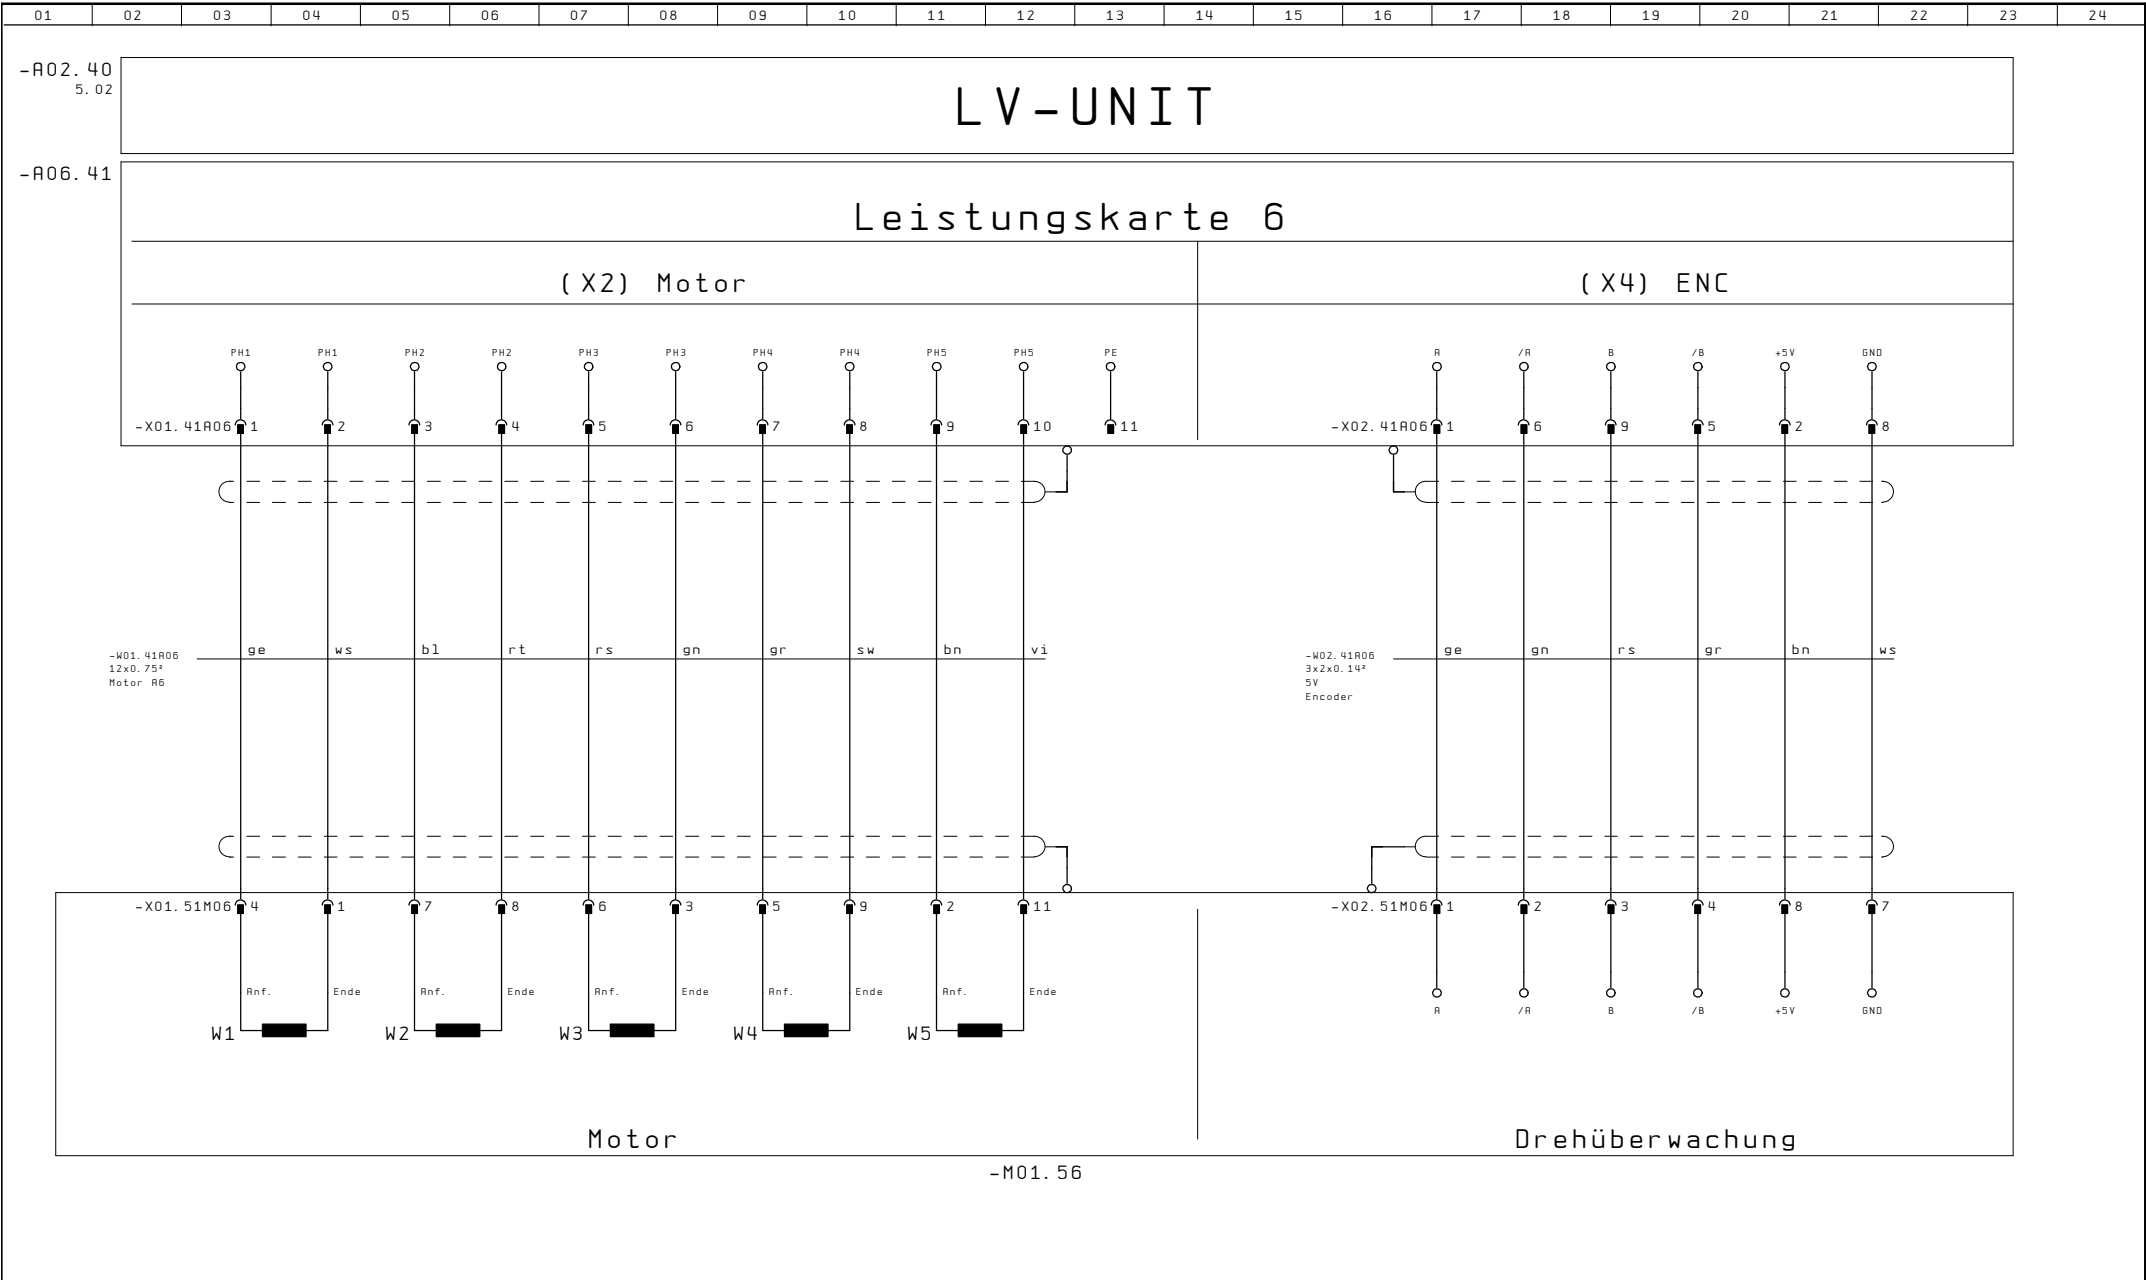 01 02 03 04 05 06 07 08 09 10 11 12 13 14 15 16 17 18 19 20 21 22 23 24
-A02.40
5.02
LV-UNIT
-A06.41
Leistungskarte 6
(X2) Motor (X4) ENC
PH1 PH1 PH2 PH2 PH3 PH3 PH4 PH4 PH5 PH5 PE A /A B /B +5V GND
-X01.41A06 1 2 3 4 5 6 7 8 9 10 11 -X02.41A06 1 6 9 5 2 8
ge ws bl rt rs gn gr sw bn vi ge gn rs gr bn ws
-W01.41A06
12x0.75²
Motor A6
-W02.41A06
3x2x0.14²
5V
Encoder
-X01.51M06 4 1 7 8 6 3 5 9 2 11 -X02.51M06 1 2 3 4 8 7
Anf. Ende Anf. Ende Anf. Ende Anf. Ende Anf. Ende
A /A B /B +5V GND
W1 W2 W3 W4 W5
Motor Drehüberwachung
-M01.56